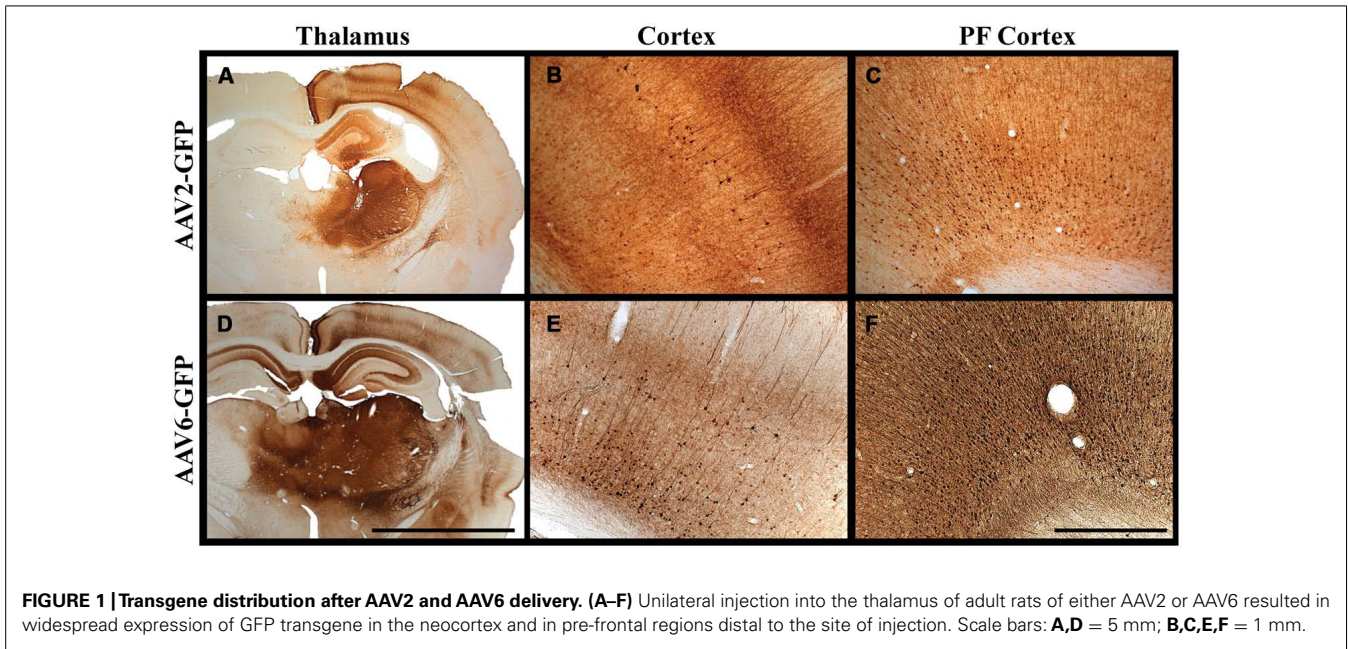 Thalamus Cortex PF Cortex
AAV2-GFP
A B C
AAV6-GFP
D E F
FIGURE 1 | Transgene distribution after AAV2 and AAV6 delivery. (A–F) Unilateral injection into the thalamus of adult rats of either AAV2 or AAV6 resulted in
widespread expression of GFP transgene in the neocortex and in pre-frontal regions distal to the site of injection. Scale bars: A,D = 5 mm; B,C,E,F = 1 mm.